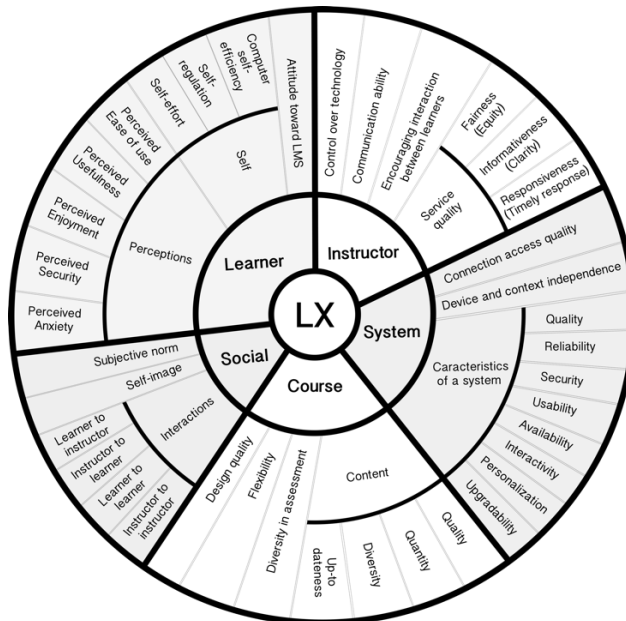 LX
Learner
Attitude toward LMS
Self
Computer
self-
efficiency
Self-
regulation
Self-effort
Perceptions
Perceived
Ease of use
Perceived
Usefulness
Perceived
Enjoyment
Perceived
Security
Perceived
Anxiety
Instructor
Control over technology
Communication ability
Encouraging interaction
between learners
Service
quality
Fairness
(Equity)
Informativeness
(Clarity)
Responsiveness
(Timely response)
System
Connection access quality
Device and context independence
Caracteristics
of a system
Quality
Reliability
Security
Usability
Availability
Interactivity
Personalization
Upgradability
Course
Design quality
Flexibility
Diversity in assessment
Content
Up-to
dateness
Diversity
Quantity
Quality
Social
Subjective norm
Self-image
Interactions
Learner to
instructor
Instructor to
learner
Learner to
learner
Instructor to
instructor